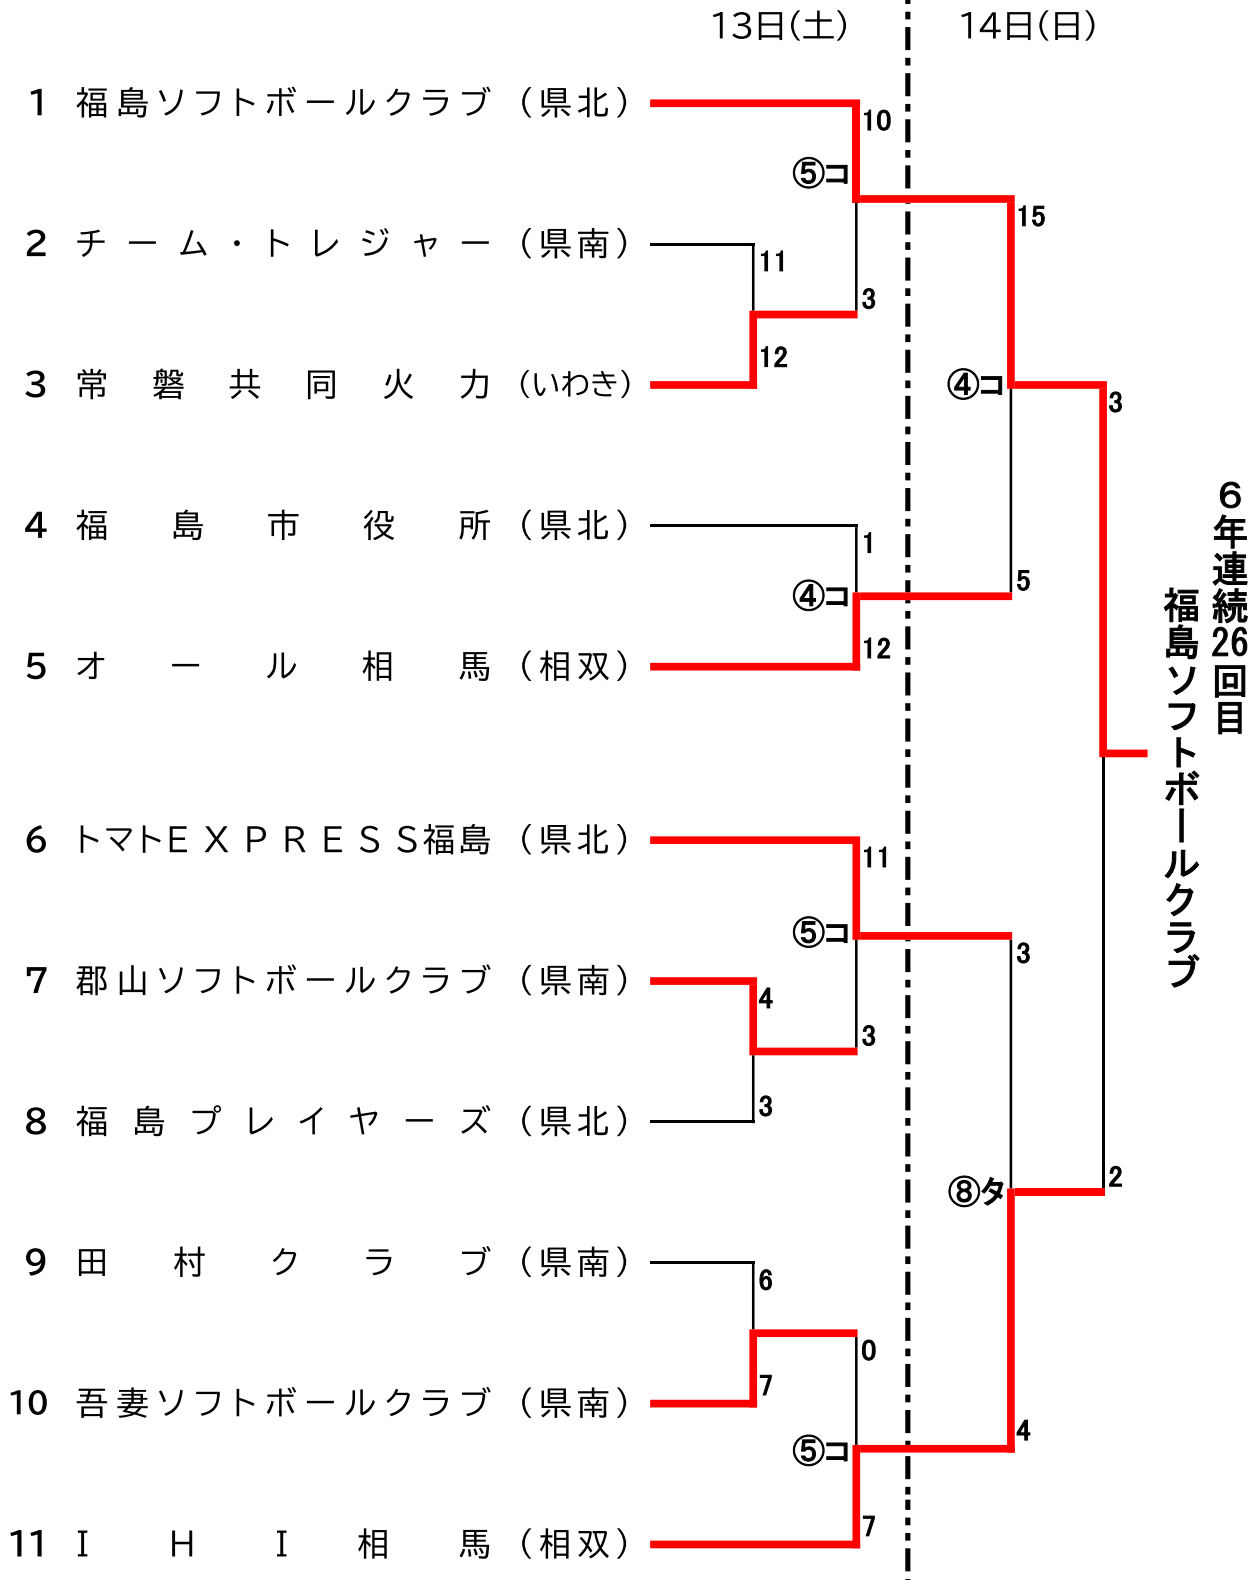 13日(土)
14日(日)
1 福島ソフトボールクラブ (県北)
10
⑤コ
15
2 チーム・トレジャー (県南)
11
3
12
3 常磐共同火力 (いわき)
④コ
3
4 福島市役所 (県北)
1
④コ
5
12
5 オール相馬 (相双)
6年連続26回目
福島ソフトボールクラブ
6 トマトEXPRESS福島 (県北)
11
⑤コ
3
7 郡山ソフトボールクラブ (県南)
4
3
3
8 福島プレイヤーズ (県北)
⑧タ
2
9 田村クラブ (県南)
6
0
7
10 吾妻ソフトボールクラブ (県南)
⑤コ
4
7
11 IHI相馬 (相双)